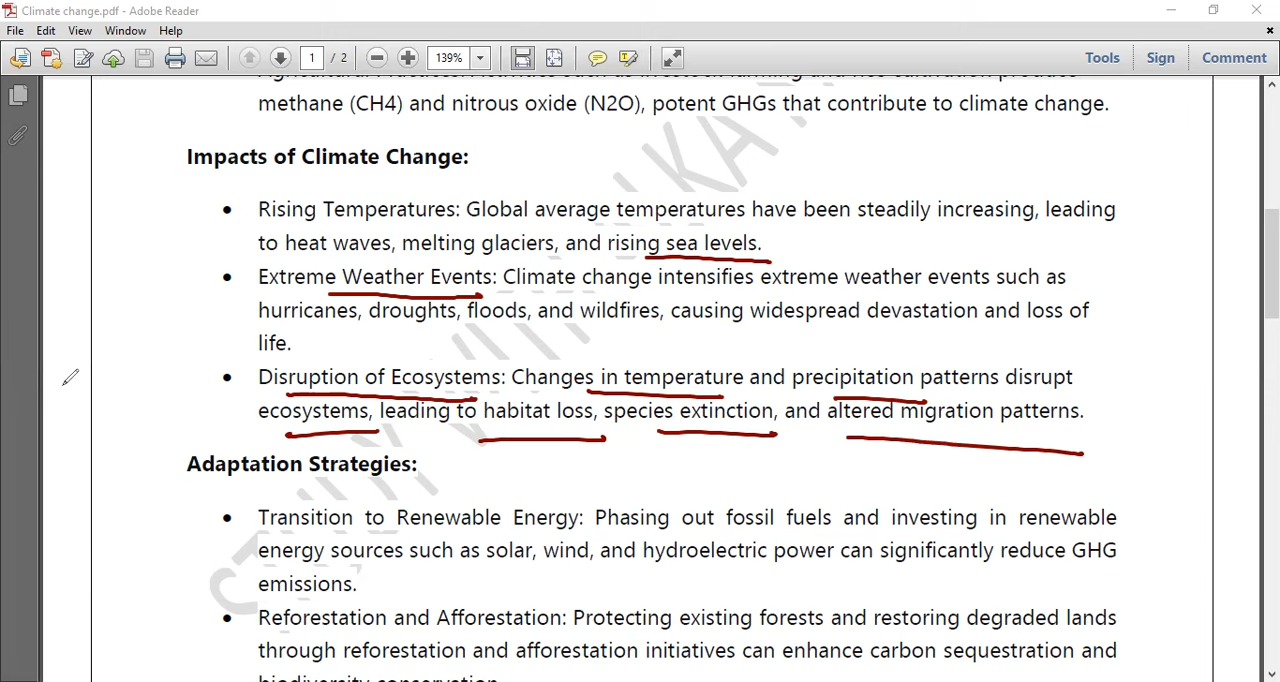 Climate change.pdf - Adobe Reader
File Edit View Window Help
1 / 2 139% Tools Sign Comment
methane (CH4) and nitrous oxide (N2O), potent GHGs that contribute to climate change.
Impacts of Climate Change:
• Rising Temperatures: Global average temperatures have been steadily increasing, leading
to heat waves, melting glaciers, and rising sea levels.
• Extreme Weather Events: Climate change intensifies extreme weather events such as
hurricanes, droughts, floods, and wildfires, causing widespread devastation and loss of
life.
• Disruption of Ecosystems: Changes in temperature and precipitation patterns disrupt
ecosystems, leading to habitat loss, species extinction, and altered migration patterns.
Adaptation Strategies:
• Transition to Renewable Energy: Phasing out fossil fuels and investing in renewable
energy sources such as solar, wind, and hydroelectric power can significantly reduce GHG
emissions.
• Reforestation and Afforestation: Protecting existing forests and restoring degraded lands
through reforestation and afforestation initiatives can enhance carbon sequestration and
biodiversity conservation.